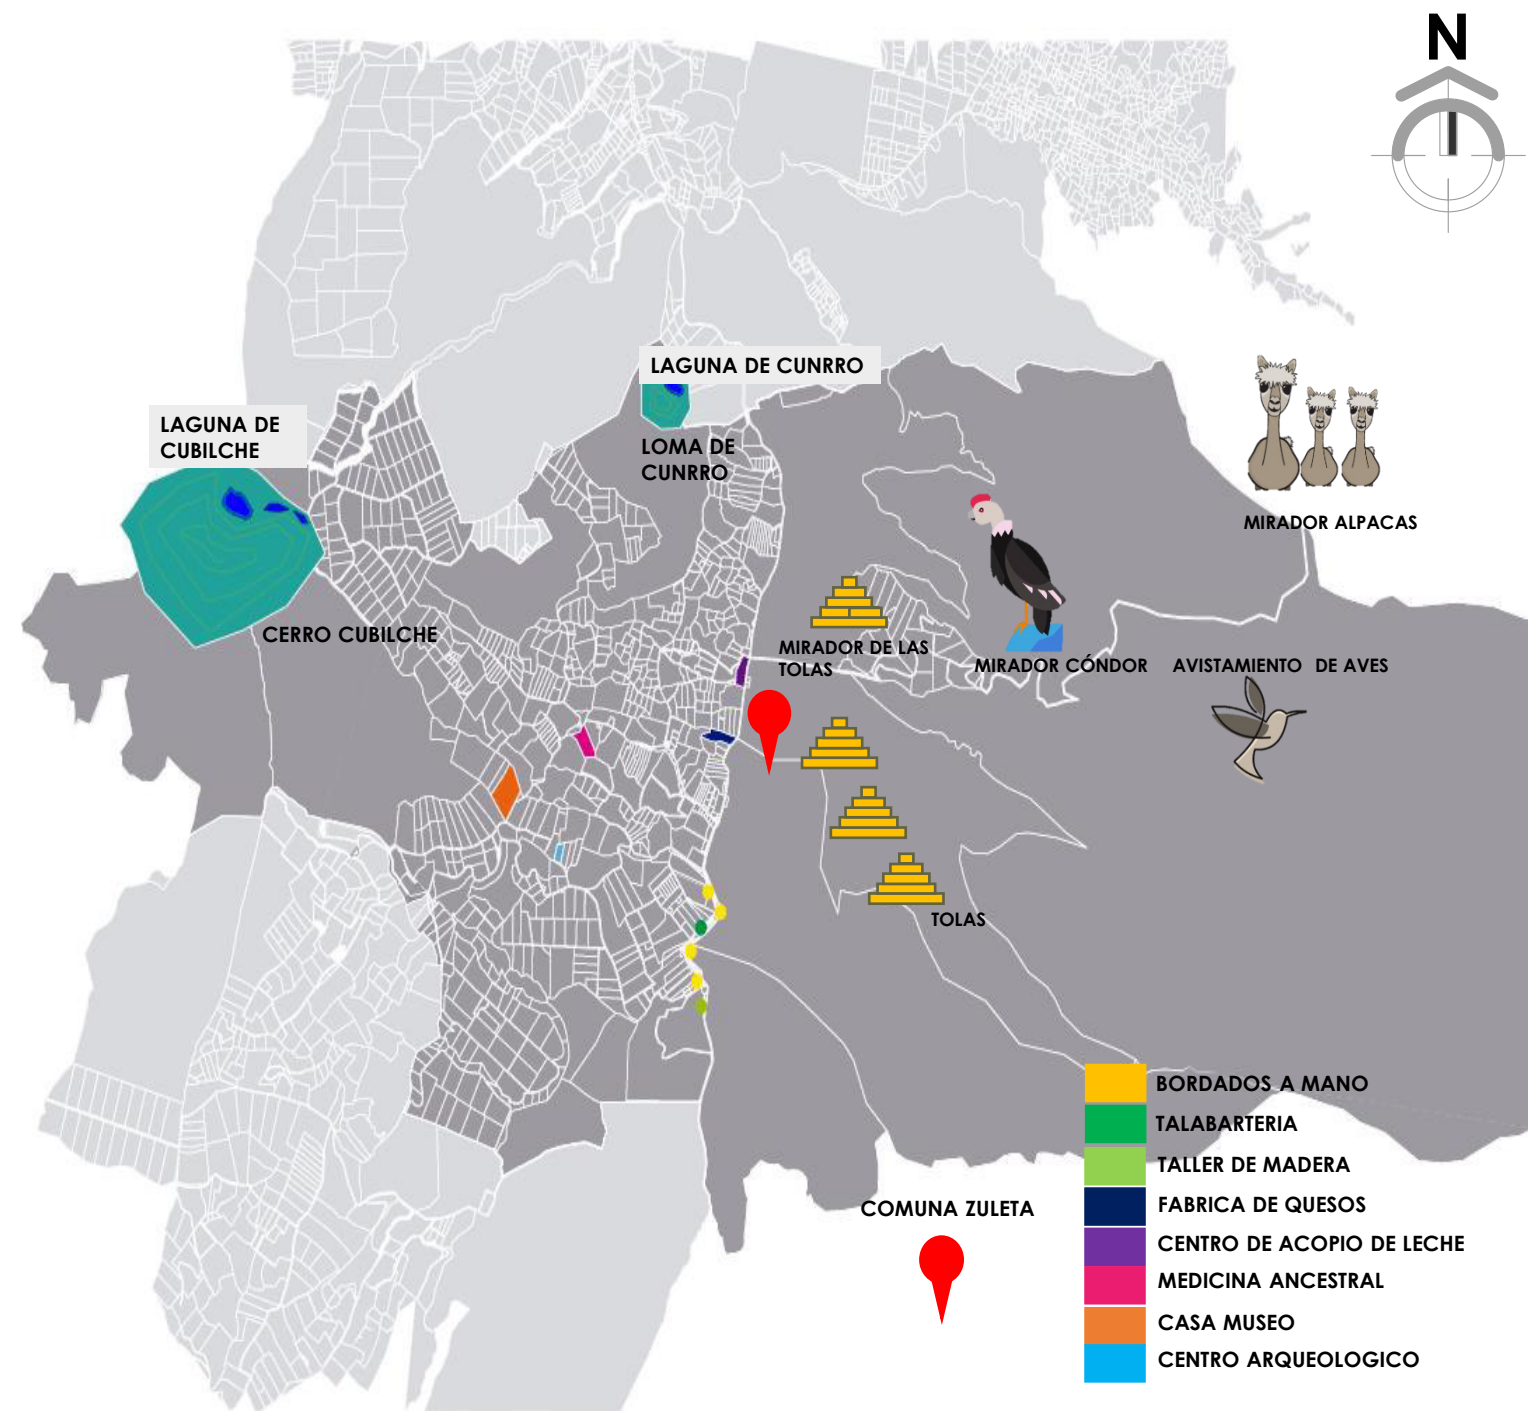 N
LAGUNA DE CUNRRO
LAGUNA DE
CUBILCHE
LOMA DE
CUNRRO
MIRADOR ALPACAS
CERRO CUBILCHE
MIRADOR DE LAS
TOLAS
MIRADOR CÓNDOR
AVISTAMIENTO DE AVES
TOLAS
BORDADOS A MANO
TALABARTERIA
TALLER DE MADERA
FABRICA DE QUESOS
COMUNA ZULETA
CENTRO DE ACOPIO DE LECHE
MEDICINA ANCESTRAL
CASA MUSEO
CENTRO ARQUEOLOGICO